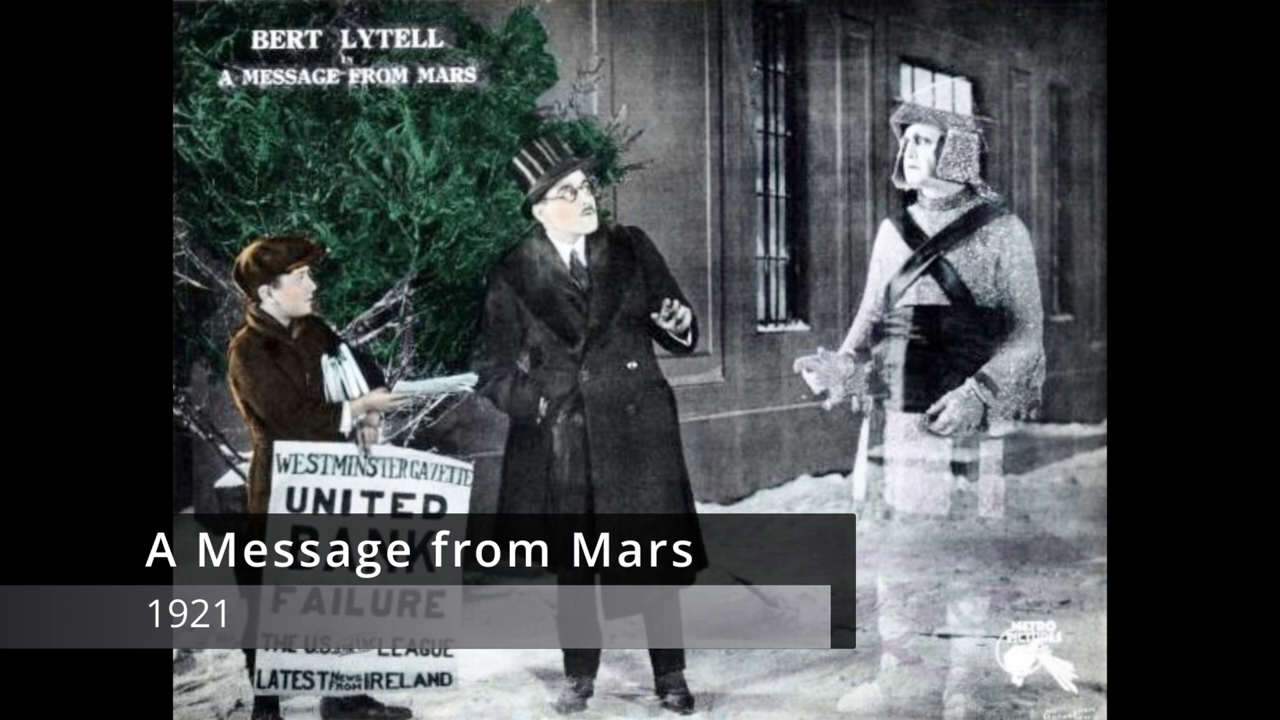 BERT LYTELL
IN
A MESSAGE FROM MARS
WESTMINSTER GAZETTE
UNITED
BANK
FAILURE
THE U.S. LEAGUE
LATEST NEWS FROM IRELAND
A Message from Mars
1921
METRO
PICTURES